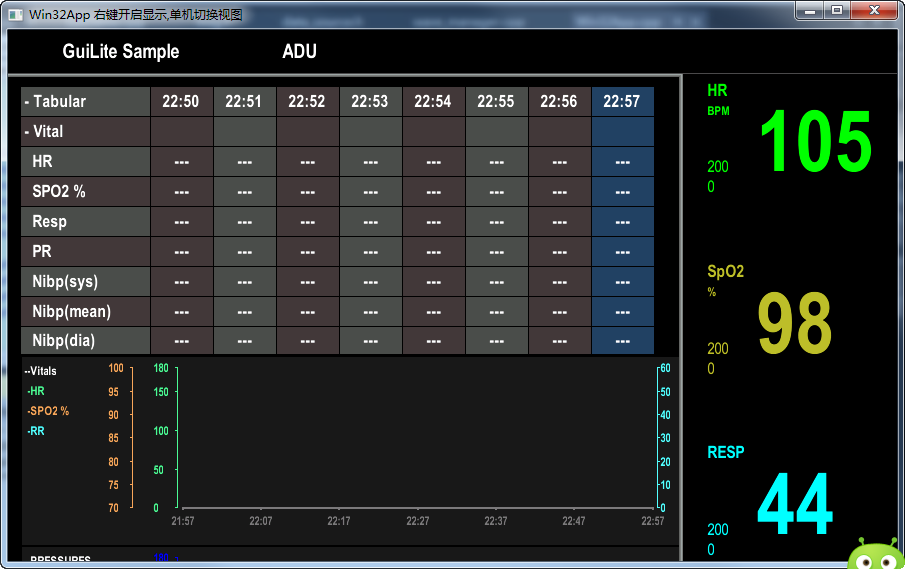 Win32App 右键开启显示,单机切换视图
GuiLite Sample ADU
- Tabular 22:50 22:51 22:52 22:53 22:54 22:55 22:56 22:57
- Vital
HR --- --- --- --- --- --- --- ---
SPO2 % --- --- --- --- --- --- --- ---
Resp --- --- --- --- --- --- --- ---
PR --- --- --- --- --- --- --- ---
Nibp(sys) --- --- --- --- --- --- --- ---
Nibp(mean) --- --- --- --- --- --- --- ---
Nibp(dia) --- --- --- --- --- --- --- ---
--Vitals 100 180 60
-HR 95 150 50
-SPO2 % 90 40
-RR 85 100 30
80 50 20
75 10
70 0 0
21:57 22:07 22:17 22:27 22:37 22:47 22:57
PRESSURES
HR
BPM
105
200
0
SpO2
%
98
200
0
RESP
44
200
0